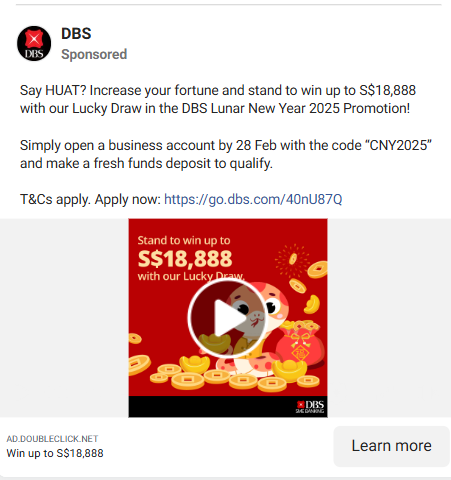 DBS
DBS
Sponsored
Say HUAT? Increase your fortune and stand to win up to S$18,888
with our Lucky Draw in the DBS Lunar New Year 2025 Promotion!
Simply open a business account by 28 Feb with the code “CNY2025”
and make a fresh funds deposit to qualify.
T&Cs apply. Apply now: https://go.dbs.com/40nU87Q
Stand to win up to
S$18,888
with our Lucky Draw.
DBS
SME BANKING
AD.DOUBLECLICK.NET
Win up to S$18,888
Learn more